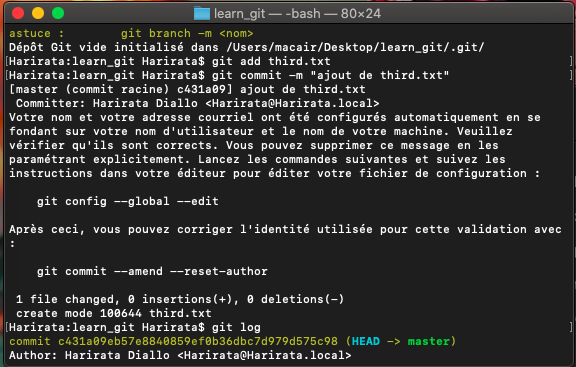 learn_git — -bash — 80×24
astuce :        git branch -m <nom>
Dépôt Git vide initialisé dans /Users/macair/Desktop/learn_git/.git/
[Harirata:learn_git Harirata$ git add third.txt ]
[Harirata:learn_git Harirata$ git commit -m "ajout de third.txt" ]
[master (commit racine) c431a09] ajout de third.txt
 Committer: Harirata Diallo <Harirata@Harirata.local>
Votre nom et votre adresse courriel ont été configurés automatiquement en se
fondant sur votre nom d'utilisateur et le nom de votre machine. Veuillez
vérifier qu'ils sont corrects. Vous pouvez supprimer ce message en les
paramétrant explicitement. Lancez les commandes suivantes et suivez les
instructions dans votre éditeur pour éditer votre fichier de configuration :
    git config --global --edit
Après ceci, vous pouvez corriger l'identité utilisée pour cette validation avec
:
    git commit --amend --reset-author
 1 file changed, 0 insertions(+), 0 deletions(-)
 create mode 100644 third.txt
[Harirata:learn_git Harirata$ git log ]
commit c431a09eb57e8840859ef0b36dbc7d979d575c98 (HEAD -> master)
Author: Harirata Diallo <Harirata@Harirata.local>